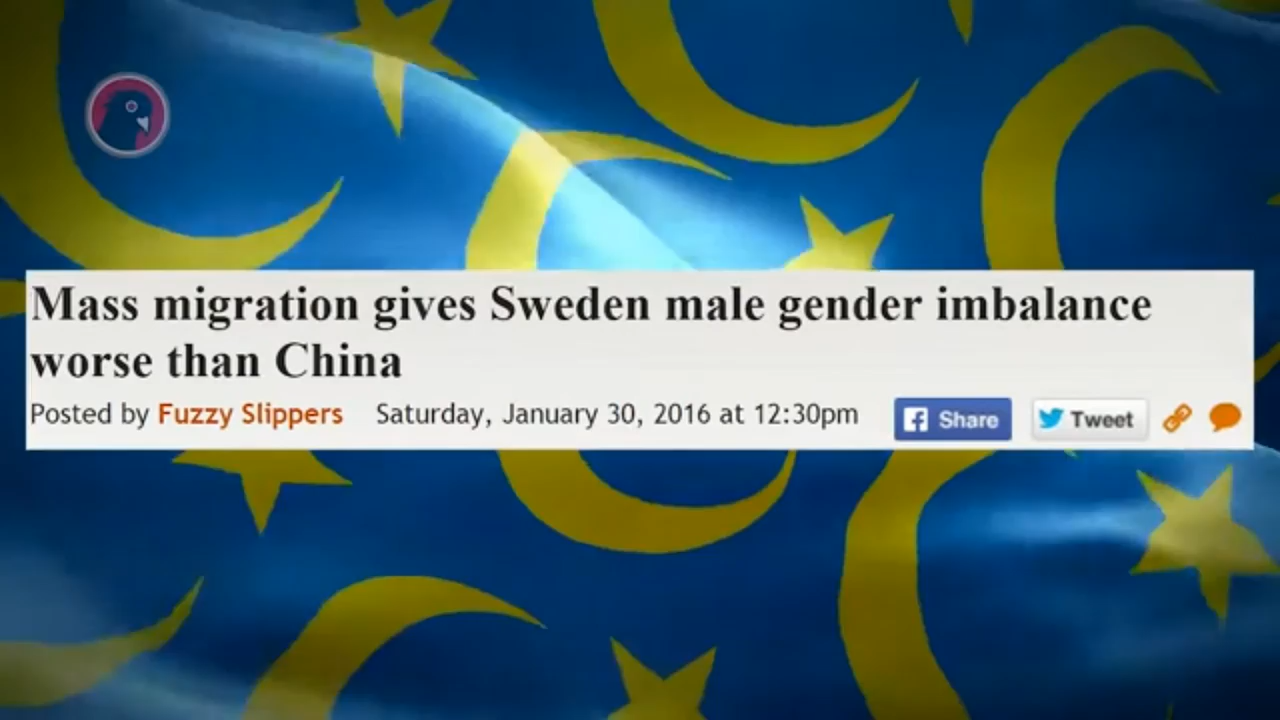 Mass migration gives Sweden male gender imbalance
worse than China
Posted by Fuzzy Slippers Saturday, January 30, 2016 at 12:30pm Share Tweet